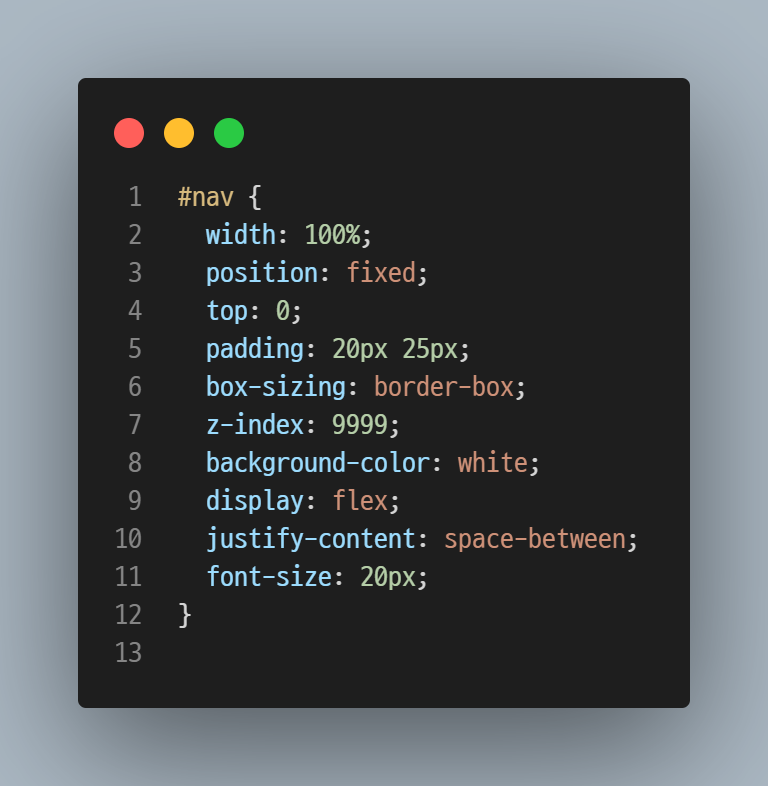 1 #nav {
2   width: 100%;
3   position: fixed;
4   top: 0;
5   padding: 20px 25px;
6   box-sizing: border-box;
7   z-index: 9999;
8   background-color: white;
9   display: flex;
10   justify-content: space-between;
11   font-size: 20px;
12 }
13